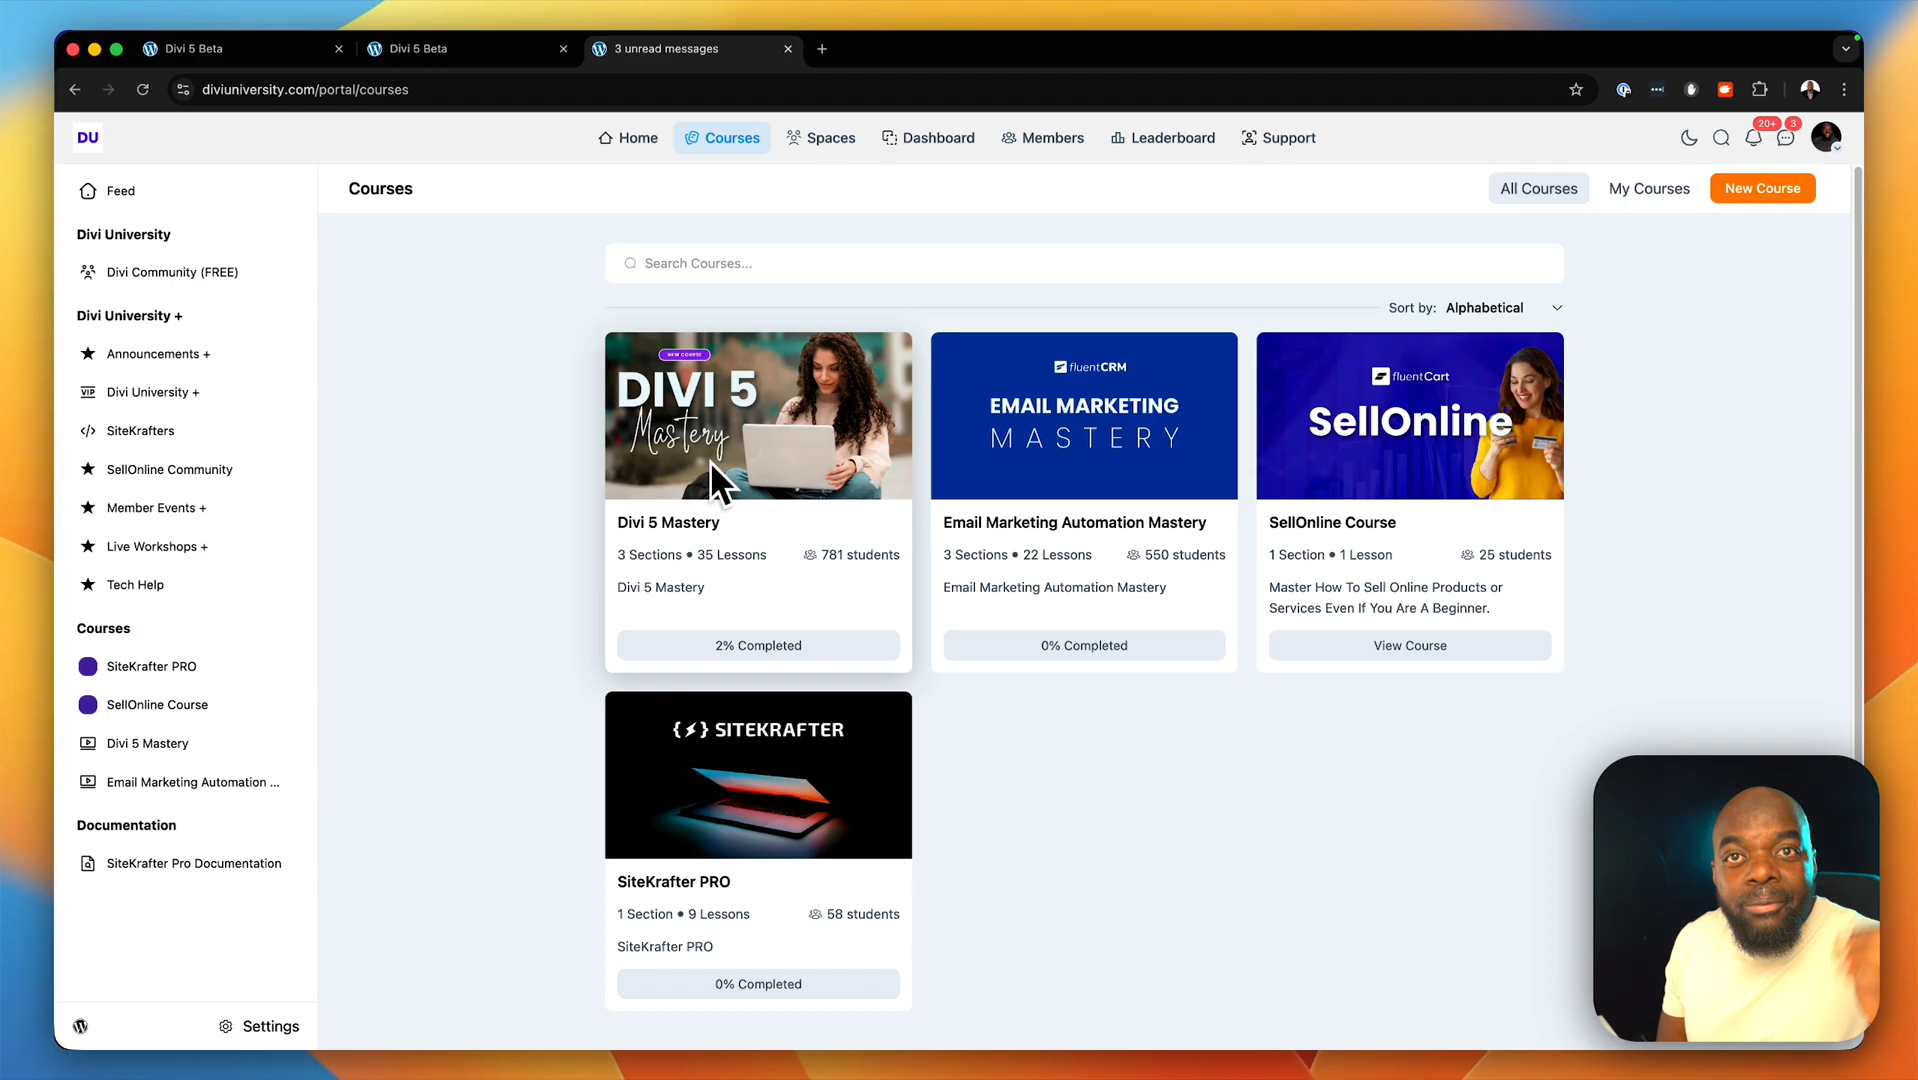 Divi 5 Beta
Divi 5 Beta
3 unread messages
diviuniversity.com/portal/courses
DU
Home
Courses
Spaces
Dashboard
Members
Leaderboard
Support
20+
3
Feed
Divi University
Divi Community (FREE)
Divi University +
Announcements +
VIP
Divi University +
SiteKrafters
SellOnline Community
Member Events +
Live Workshops +
Tech Help
Courses
SiteKrafter PRO
SellOnline Course
Divi 5 Mastery
Email Marketing Automation ...
Documentation
SiteKrafter Pro Documentation
Settings
Courses
All Courses
My Courses
New Course
Search Courses...
Sort by: Alphabetical
NEW COURSE
DIVI 5
Mastery
Divi 5 Mastery
3 Sections • 35 Lessons
781 students
Divi 5 Mastery
2% Completed
fluentCRM
EMAIL MARKETING
MASTERY
Email Marketing Automation Mastery
3 Sections • 22 Lessons
550 students
Email Marketing Automation Mastery
0% Completed
fluentCart
SellOnline
SellOnline Course
1 Section • 1 Lesson
25 students
Master How To Sell Online Products or
Services Even If You Are A Beginner.
View Course
SITEKRAFTER
SiteKrafter PRO
1 Section • 9 Lessons
58 students
SiteKrafter PRO
0% Completed